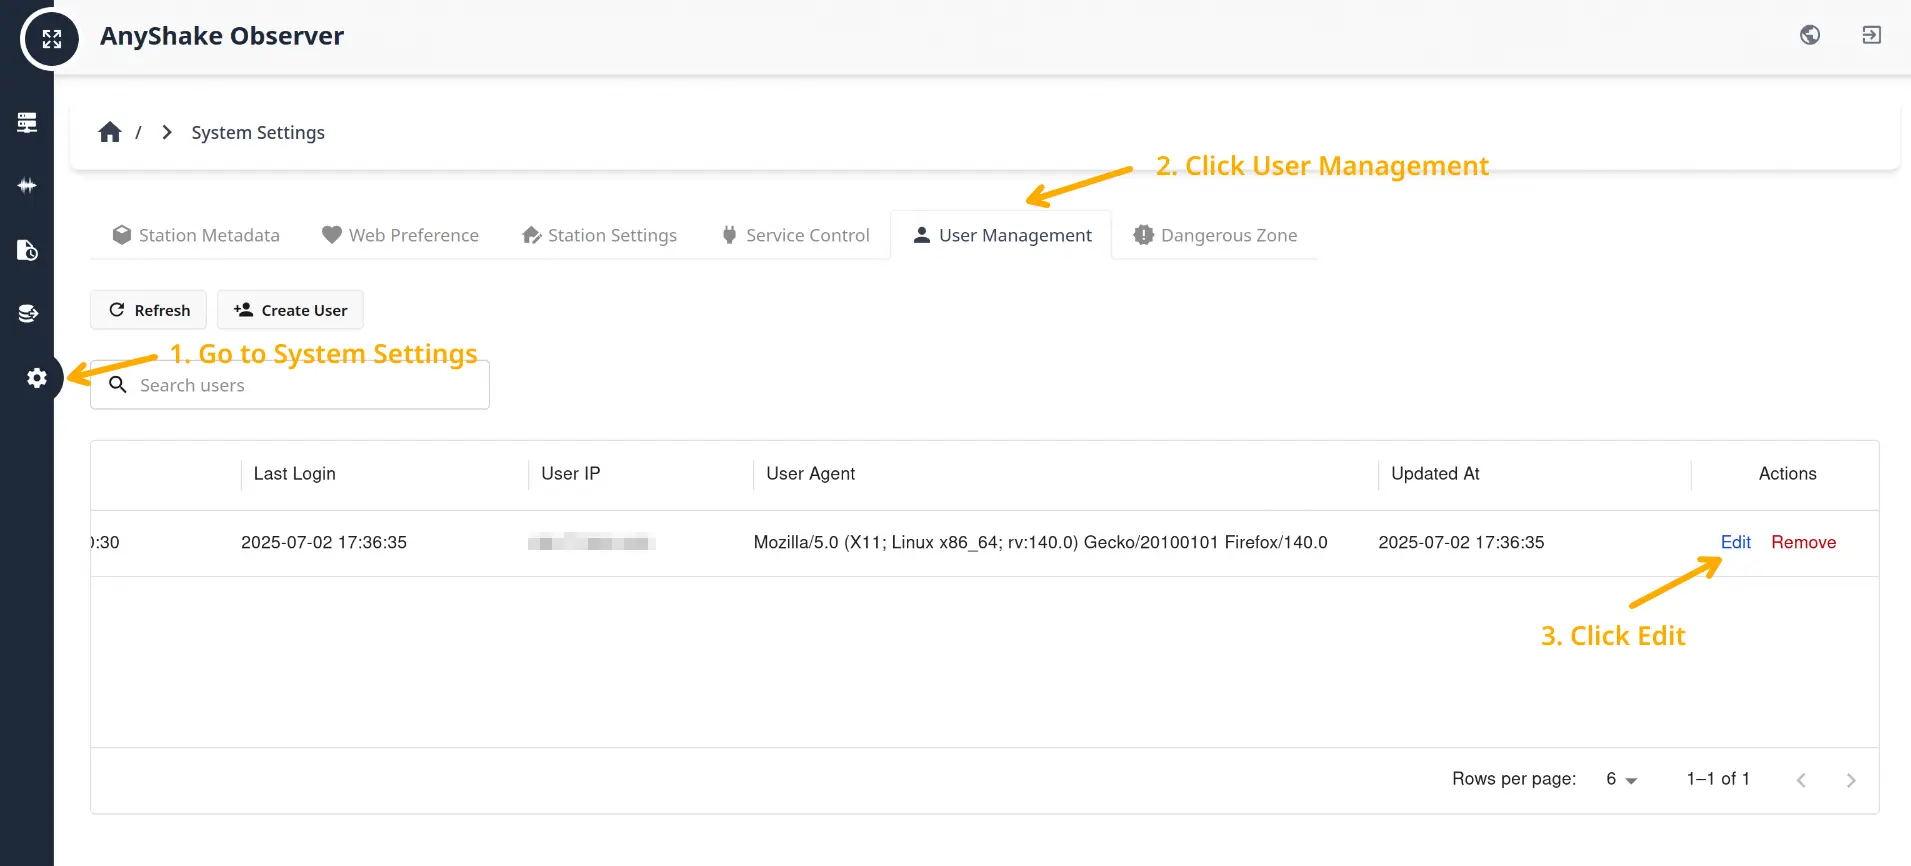 AnyShake Observer
/ System Settings
2. Click User Management
Station Metadata Web Preference Station Settings Service Control User Management Dangerous Zone
Refresh Create User
1. Go to System Settings
Search users
Last Login User IP User Agent Updated At Actions
0:30 2025-07-02 17:36:35 Mozilla/5.0 (X11; Linux x86_64; rv:140.0) Gecko/20100101 Firefox/140.0 2025-07-02 17:36:35 Edit Remove
3. Click Edit
Rows per page: 6 1–1 of 1